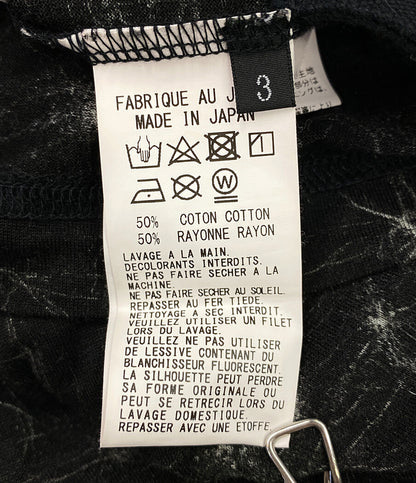 FABRIQUE AU
MADE IN JAPAN
3
50% COTON COTTON
50% RAYONNE RAYON
LAVAGE A LA MAIN.
DECOLORANTS INTERDITS.
NE PAS FAIRE SECHER A LA
MACHINE.
NE PAS FAIRE SECHER AU SOLEIL.
REPASSER AU FER TIEDE.
NETTOYAGE A SEC INTERDIT.
VEUILLEZ UTILISER UN FILET
LORS DU LAVAGE.
VEUILLEZ NE PAS UTILISER
DE LESSIVE CONTENANT DU
BLANCHISSEUR FLUORESCENT.
LA SILHOUETTE PEUT PERDRE
SA FORME ORIGINALE OU
PEUT SE RETRECIR LORS DU
LAVAGE DOMESTIQUE.
REPASSER AVEC UNE ETOFFE.